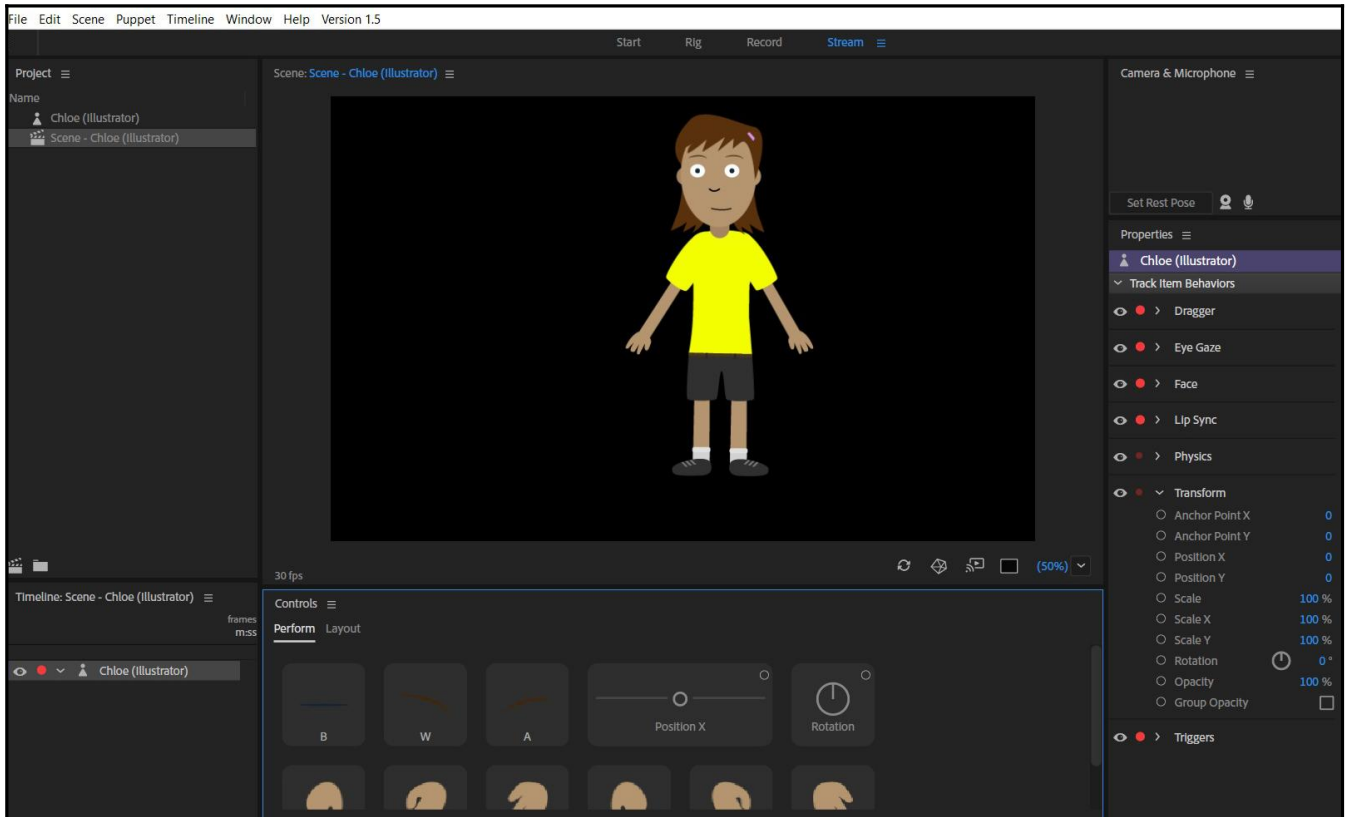 File Edit Scene Puppet Timeline Window Help Version 1.5
Start Rig Record Stream
Project
Name
Chloe (Illustrator)
Scene - Chloe (Illustrator)
Scene: Scene - Chloe (Illustrator)
30 fps
(50%)
Timeline: Scene - Chloe (Illustrator)
frames
m:ss
Chloe (Illustrator)
Controls
Perform Layout
B W A Position X Rotation
Camera & Microphone
Set Rest Pose
Properties
Chloe (Illustrator)
Track Item Behaviors
Dragger
Eye Gaze
Face
Lip Sync
Physics
Transform
Anchor Point X 0
Anchor Point Y 0
Position X 0
Position Y 0
Scale 100 %
Scale X 100 %
Scale Y 100 %
Rotation 0 °
Opacity 100 %
Group Opacity
Triggers